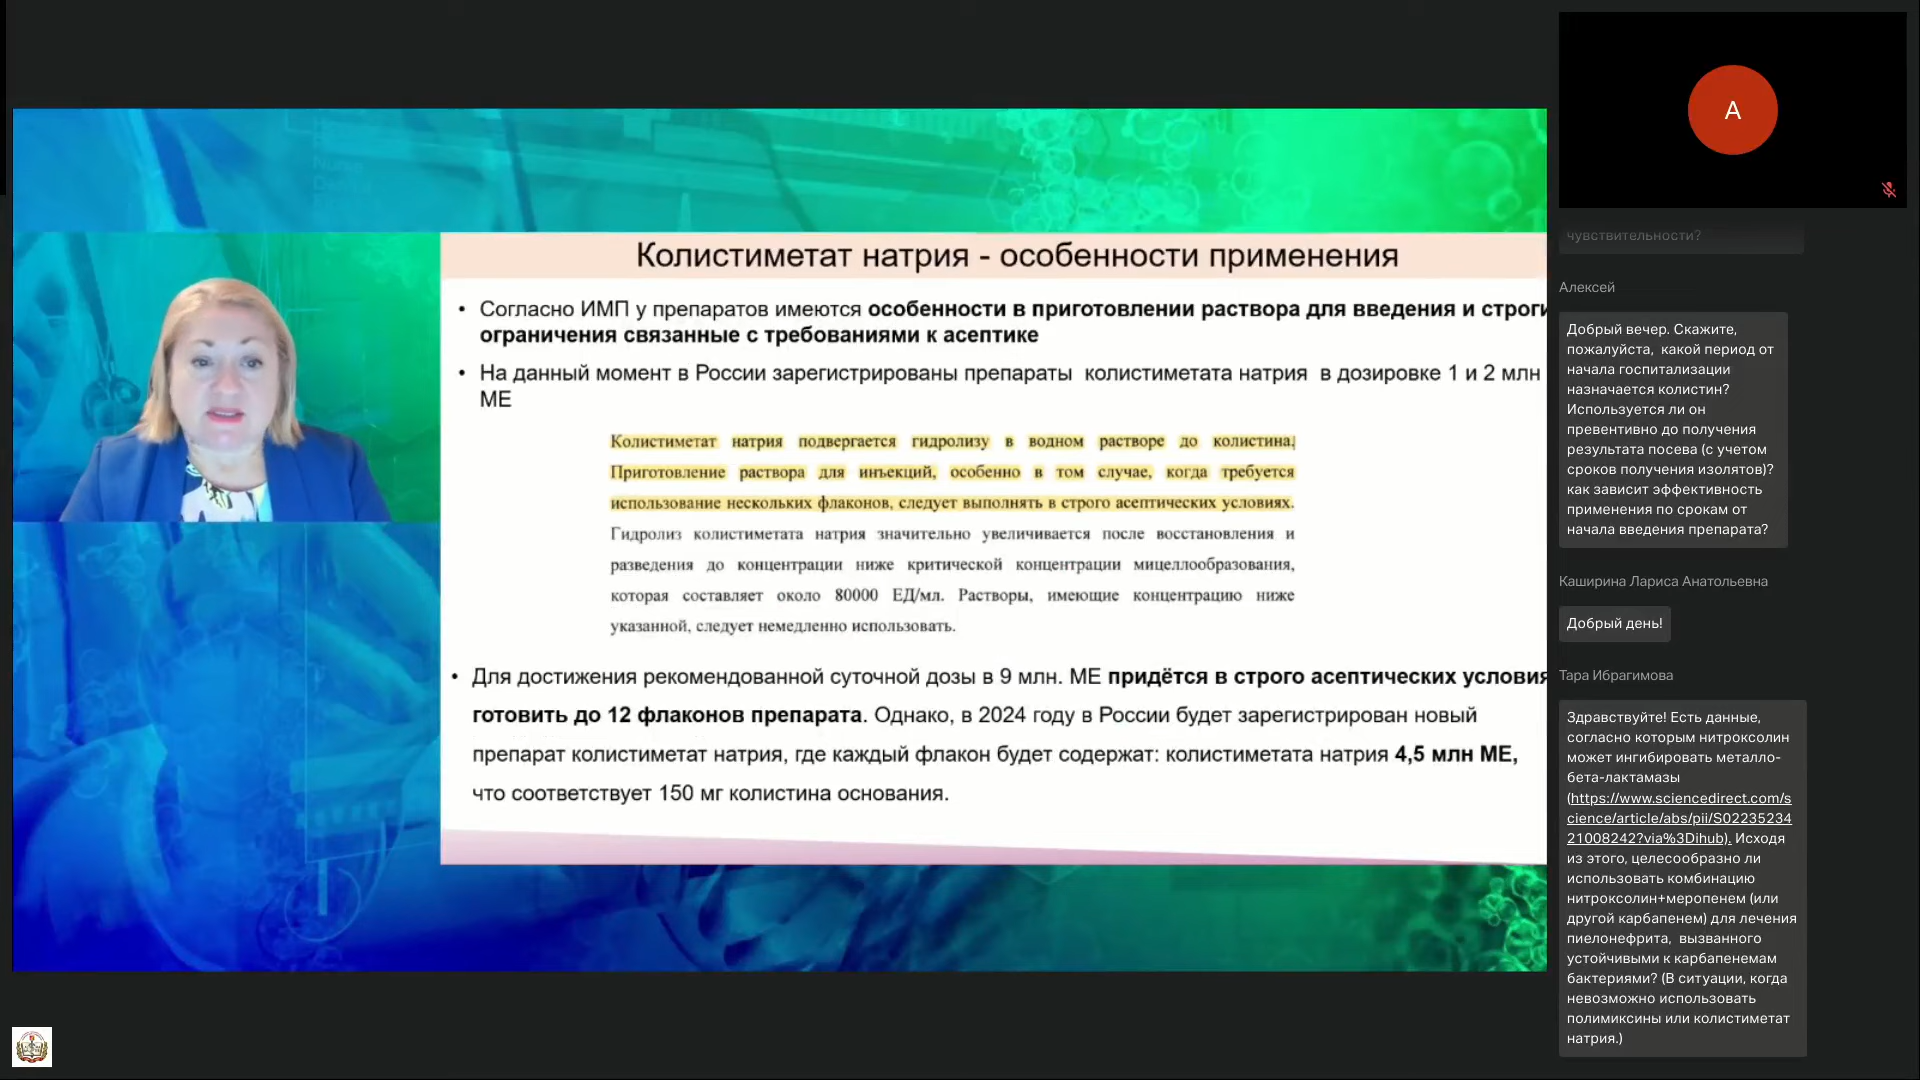 Колистиметат натрия - особенности применения
• Согласно ИМП у препаратов имеются особенности в приготовлении раствора для введения и строги
ограничения связанные с требованиями к асептике
• На данный момент в России зарегистрированы препараты колистиметата натрия в дозировке 1 и 2 млн
МЕ
Колистиметат натрия подвергается гидролизу в водном растворе до колистина.
Приготовление раствора для инъекций, особенно в том случае, когда требуется
использование нескольких флаконов, следует выполнять в строго асептических условиях.
Гидролиз колистиметата натрия значительно увеличивается после восстановления и
разведения до концентрации ниже критической концентрации мицеллообразования,
которая составляет около 80000 ЕД/мл. Растворы, имеющие концентрацию ниже
указанной, следует немедленно использовать.
• Для достижения рекомендованной суточной дозы в 9 млн. МЕ придётся в строго асептических условия
готовить до 12 флаконов препарата. Однако, в 2024 году в России будет зарегистрирован новый
препарат колистиметат натрия, где каждый флакон будет содержат: колистиметата натрия 4,5 млн МЕ,
что соответствует 150 мг колистина основания.
А
чувствительности?
Алексей
Добрый вечер. Скажите,
пожалуйста, какой период от
начала госпитализации
назначается колистин?
Используется ли он
превентивно до получения
результата посева (с учетом
сроков получения изолятов)?
как зависит эффективность
применения по срокам от
начала введения препарата?
Каширина Лариса Анатольевна
Добрый день!
Тара Ибрагимова
Здравствуйте! Есть данные,
согласно которым нитроксолин
может ингибировать металло-
бета-лактамазы
(https://www.sciencedirect.com/s
cience/article/abs/pii/S02235234
21008242?via%3Dihub). Исходя
из этого, целесообразно ли
использовать комбинацию
нитроксолин+меропенем (или
другой карбапенем) для лечения
пиелонефрита, вызванного
устойчивыми к карбапенемам
бактериями? (В ситуации, когда
невозможно использовать
полимиксины или колистиметат
натрия.)